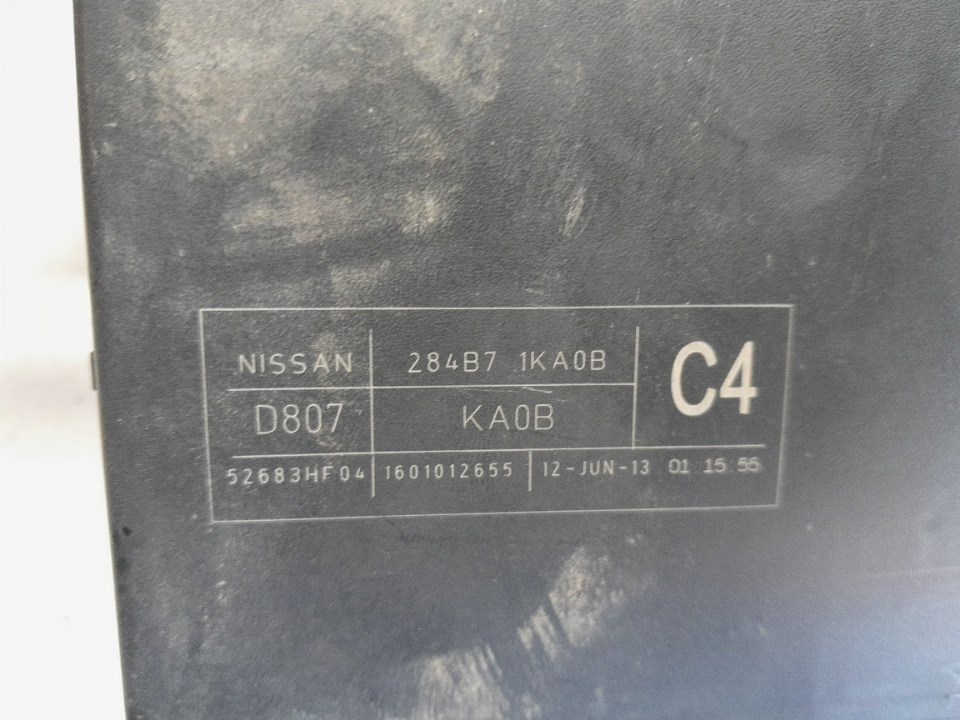 NISSAN 284B7 1KA0B C4
D807 KA0B
52683HF04 1601012655 12-JUN-13 01:15:55